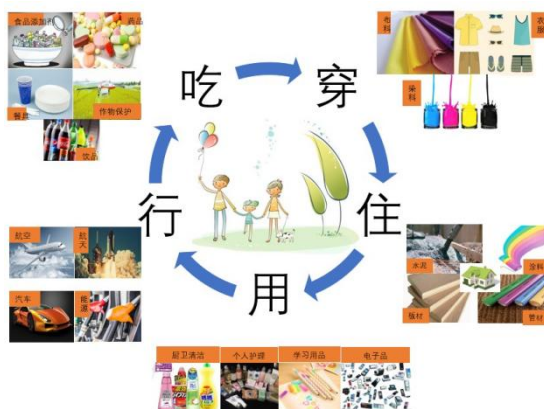 食品添加剂
药品
餐具
作物保护
饮品
吃
穿
布料
衣服
染料
行
住
用
航空
航天
汽车
能源
水泥
涂料
板材
管材
厨卫清洁
个人护理
学习用品
电子品